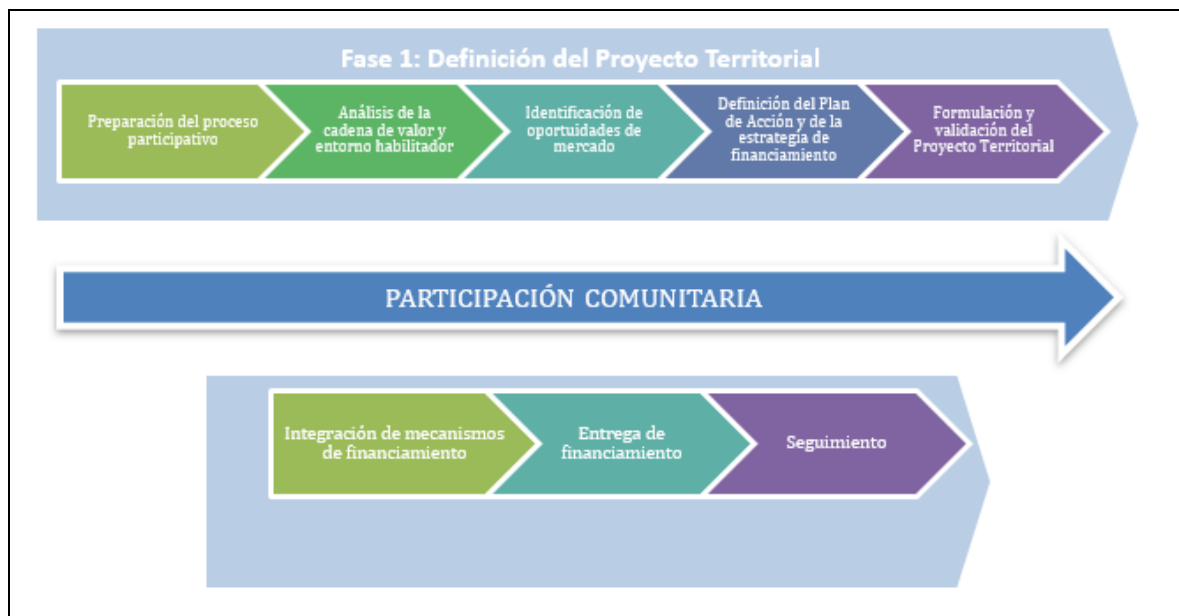 Fase 1: Definición del Proyecto Territorial
Preparación del proceso
participativo
Análisis de la
cadena de valor y
entorno habilitador
Identificación de
oportuidades de
mercado
Definición del Plan
de Acción y de la
estrategia de
financiamiento
Formulación y
validación del
Proyecto Territorial
PARTICIPACIÓN COMUNITARIA
Integración de mecanismos
de financiamiento
Entrega de
financiamiento
Seguimiento